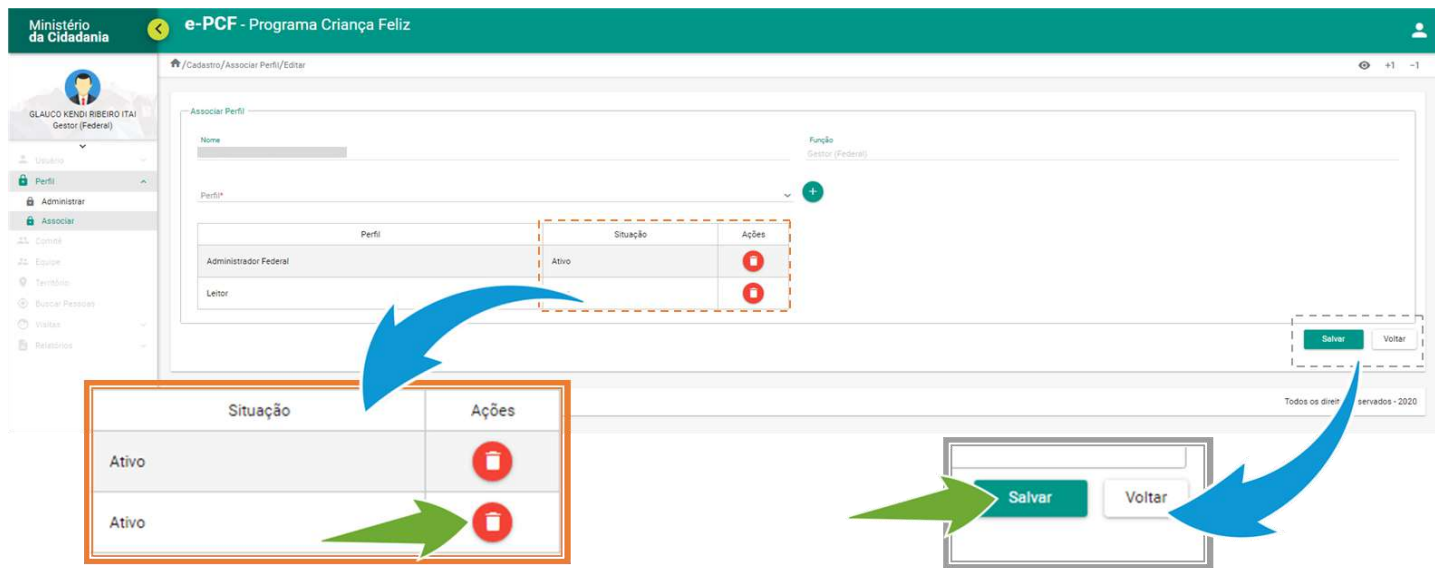 Ministério
da Cidadania
e-PCF - Programa Criança Feliz
/Cadastro/Associar Perfil/Editar
+1 -1
GLAUCO KENDI RIBEIRO ITAI
Gestor (Federal)
Usuário
Perfil
Administrar
Associar
Comitê
Equipe
Território
Buscar Pessoas
Visitas
Relatórios
Associar Perfil
Nome
Função
Gestor (Federal)
Perfil*
Perfil Situação Ações
Administrador Federal Ativo
Leitor
Salvar Voltar
Todos os direit servados - 2020
Situação Ações
Ativo
Ativo
Salvar Voltar